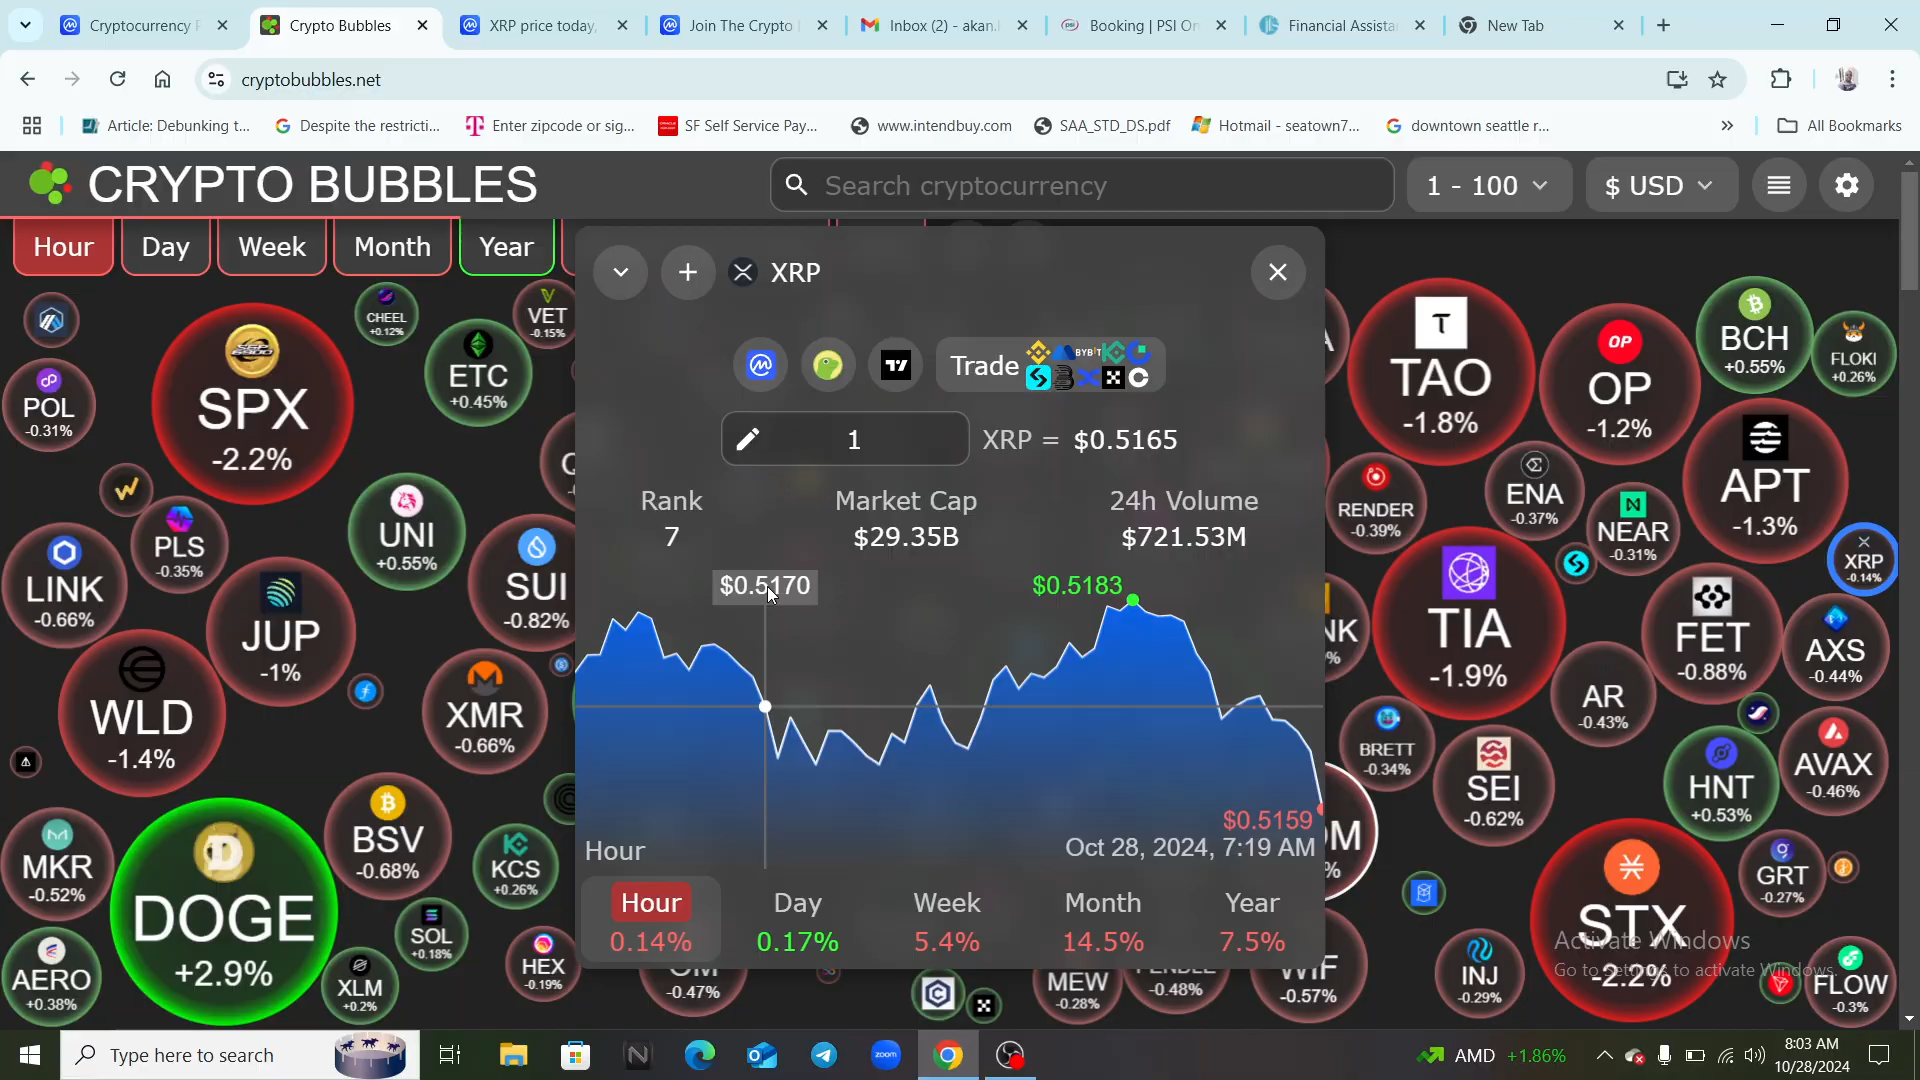 Cryptocurrency P
Crypto Bubbles
XRP price today,
Join The Crypto
Inbox (2) - akan.
Booking | PSI On
Financial Assista
New Tab
cryptobubbles.net
Article: Debunking t...
Despite the restricti...
Enter zipcode or sig...
SF Self Service Pay...
www.intendbuy.com
SAA_STD_DS.pdf
Hotmail - seatown7...
downtown seattle r...
All Bookmarks
CRYPTO BUBBLES
Search cryptocurrency
1 - 100
$ USD
Hour
Day
Week
Month
Year
XRP
Trade
BYBIT
1
XRP = $0.5165
Rank
7
Market Cap
$29.35B
24h Volume
$721.53M
$0.5170
$0.5183
$0.5159
Hour
Oct 28, 2024, 7:19 AM
Hour
0.14%
Day
0.17%
Week
5.4%
Month
14.5%
Year
7.5%
POL
-0.31%
SPX
-2.2%
CHEEL
+0.12%
ETC
+0.45%
VET
-0.15%
PLS
-0.35%
UNI
+0.55%
LINK
-0.66%
JUP
-1%
SUI
-0.82%
WLD
-1.4%
XMR
-0.66%
MKR
-0.52%
DOGE
+2.9%
BSV
-0.68%
KCS
+0.26%
SOL
+0.18%
AERO
+0.38%
XLM
+0.2%
HEX
-0.19%
OM
-0.47%
MEW
-0.28%
PENDLE
-0.48%
WIF
-0.57%
TAO
-1.8%
OP
OP
-1.2%
BCH
+0.55%
FLOKI
+0.26%
RENDER
-0.39%
ENA
-0.37%
NEAR
-0.31%
APT
-1.3%
XRP
-0.14%
TIA
-1.9%
FET
-0.88%
AXS
-0.44%
AR
-0.43%
BRETT
-0.34%
SEI
-0.62%
HNT
+0.53%
AVAX
-0.46%
STX
-2.2%
GRT
-0.27%
INJ
-0.29%
FLOW
-0.3%
Activate Windows
Go to Settings to activate Windows.
Type here to search
zoom
AMD +1.86%
8:03 AM
10/28/2024